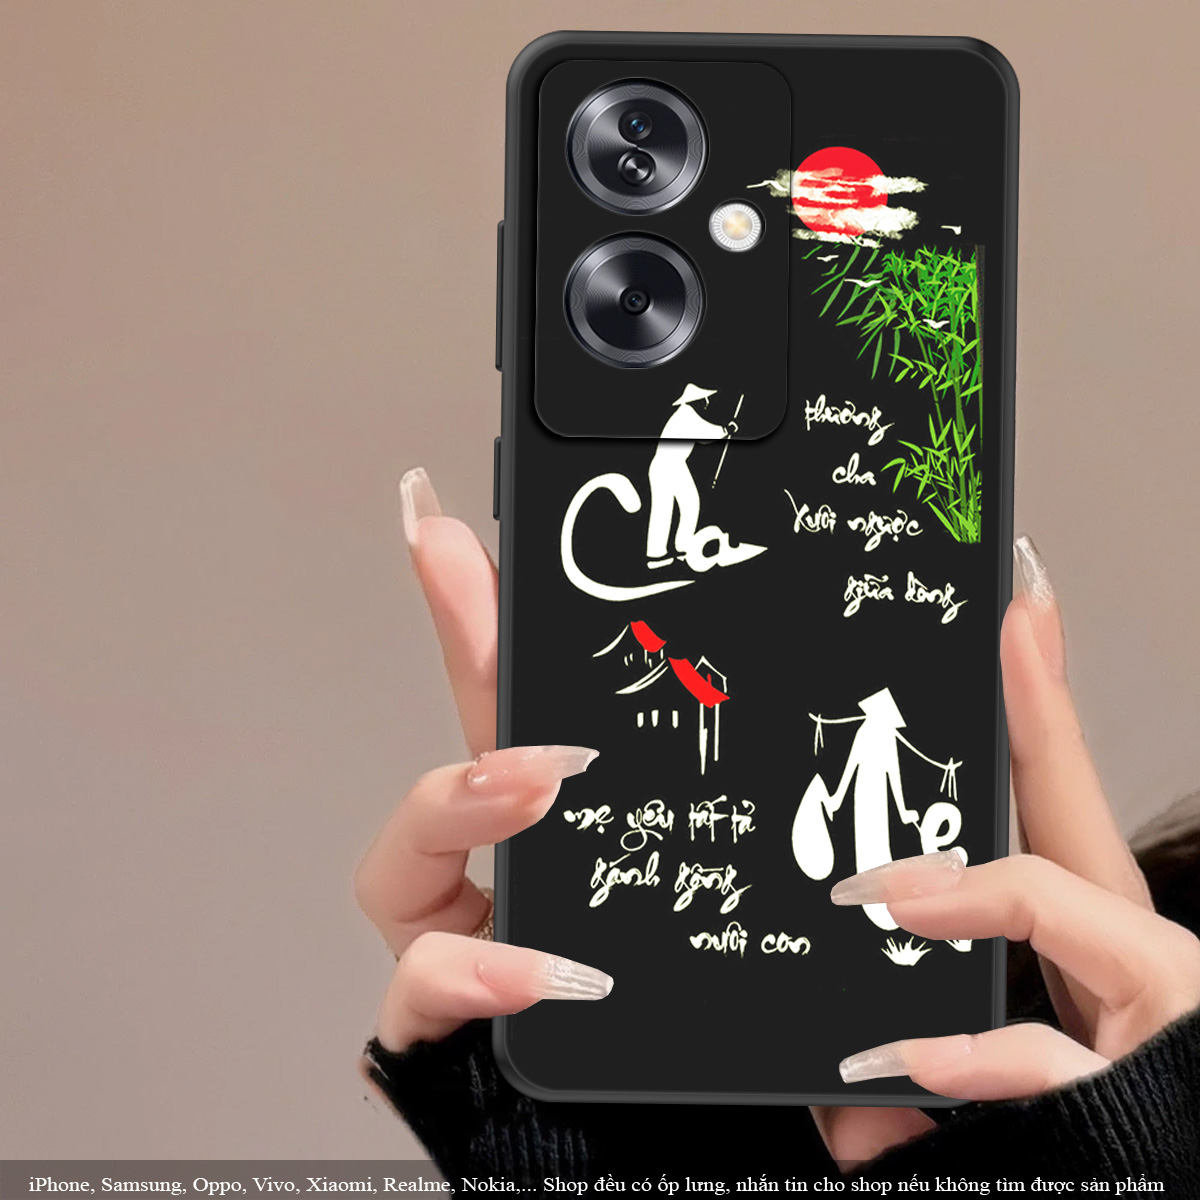 thương
cha
xuôi ngược
giữa dòng
Cha
mẹ yêu tất tả
gánh gồng
nuôi con
Mẹ
iPhone, Samsung, Oppo, Vivo, Xiaomi, Realme, Nokia,... Shop đều có ốp lưng, nhắn tin cho shop nếu không tìm được sản phẩm